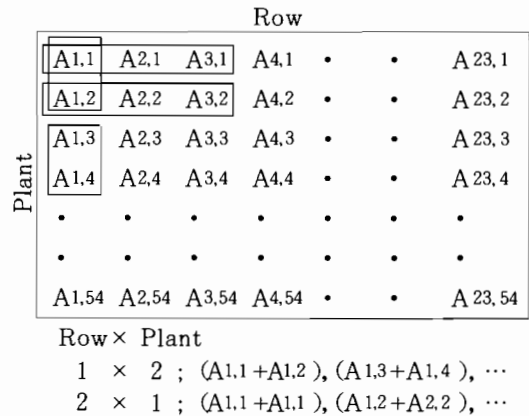 Row
A1,1 A2,1 A3,1 A4,1 • • A23,1
A1,2 A2,2 A3,2 A4,2 • • A23,2
A1,3 A2,3 A3,3 A4,3 • • A23,3
Plant
A1,4 A2,4 A3,4 A4,4 • • A23,4
• • • • • • •
• • • • • • •
A1,54 A2,54 A3,54 A4,54 • • A23,54
Row × Plant
1 × 2 ; (A1,1+A1,2), (A1,3+A1,4), ⋯
2 × 1 ; (A1,1+A1,1), (A1,2+A2,2), ⋯